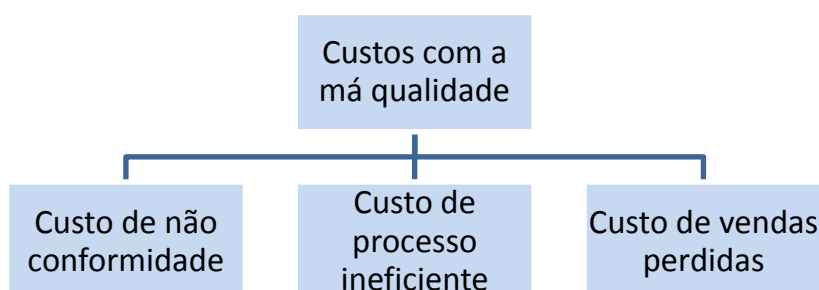 Custos com a
má qualidade
Custo de não
conformidade
Custo de
processo
ineficiente
Custo de vendas
perdidas